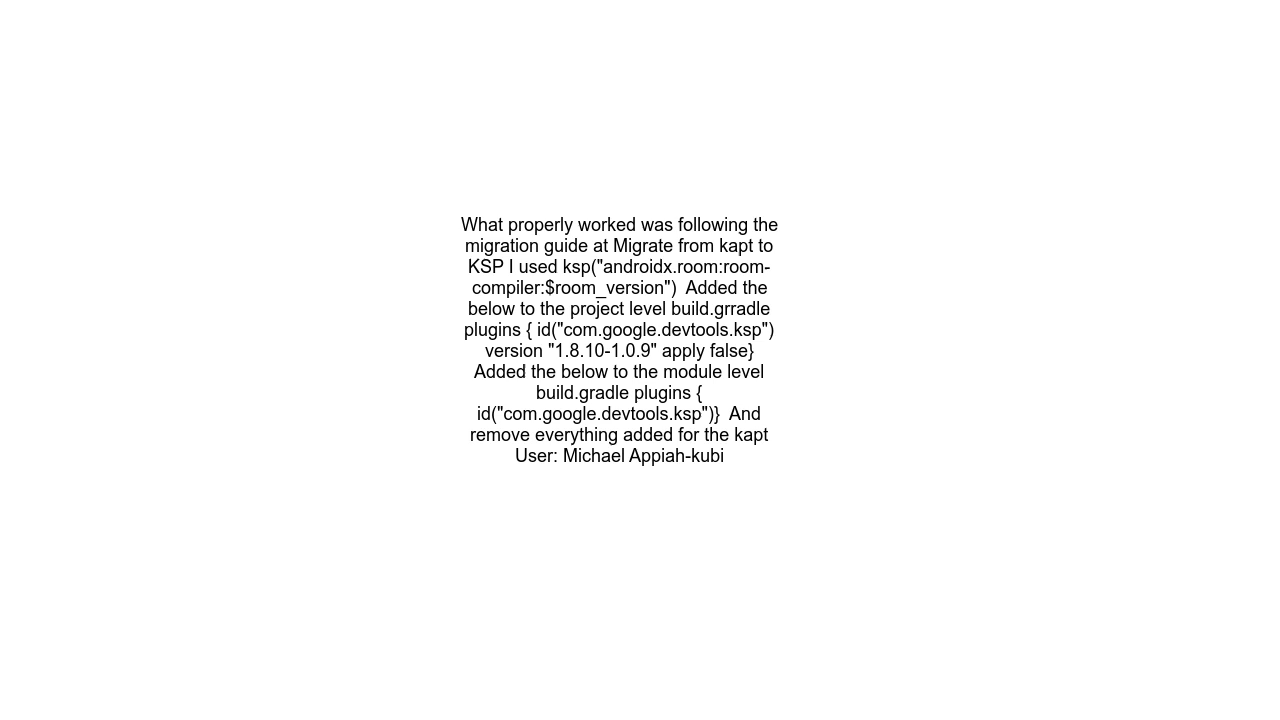 What properly worked was following the
migration guide at Migrate from kapt to
KSP I used ksp("androidx.room:room-
compiler:$room_version")  Added the
below to the project level build.grradle
plugins { id("com.google.devtools.ksp")
version "1.8.10-1.0.9" apply false}
Added the below to the module level
build.gradle plugins {
id("com.google.devtools.ksp")}  And
remove everything added for the kapt
User: Michael Appiah-kubi